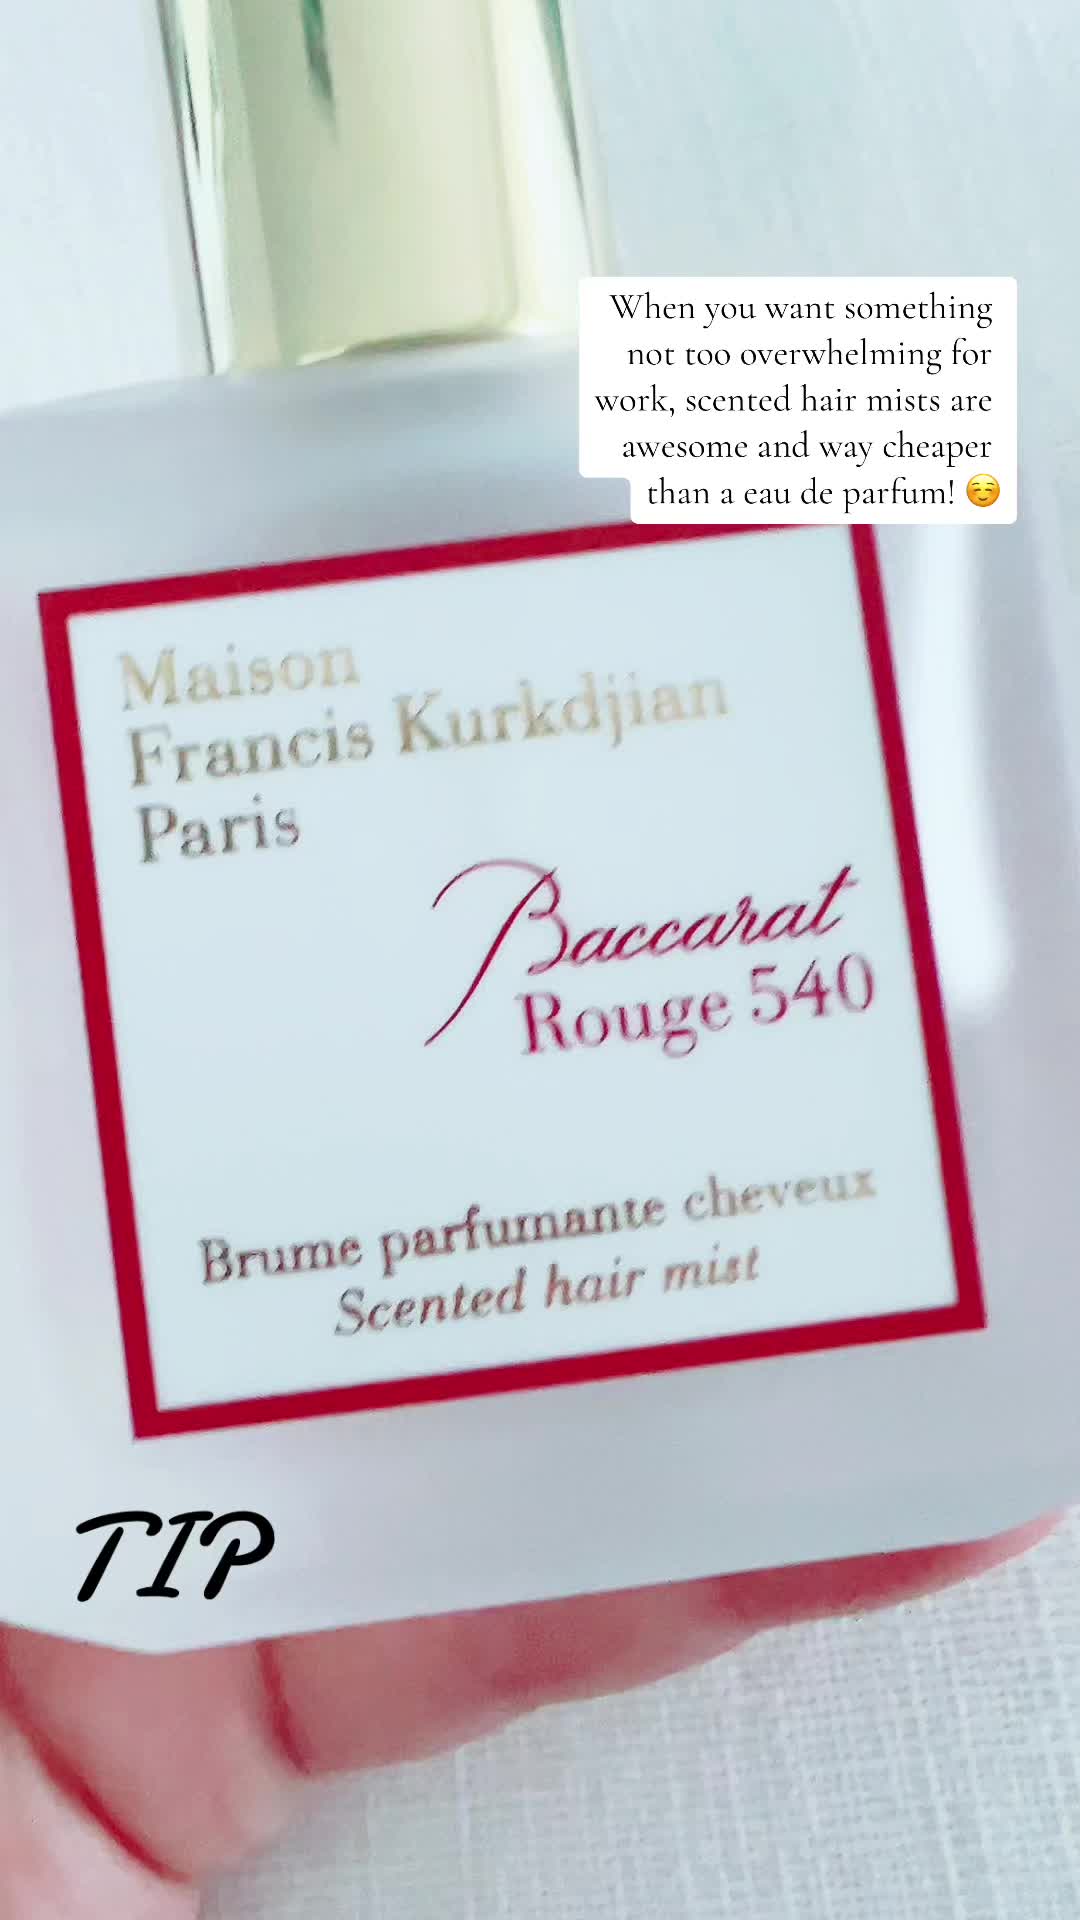 When you want something
not too overwhelming for
work, scented hair mists are
awesome and way cheaper
than a eau de parfum! ☺️
Maison
Francis Kurkdjian
Paris
Baccarat
Rouge 540
Brume parfumante cheveux
Scented hair mist
TIP